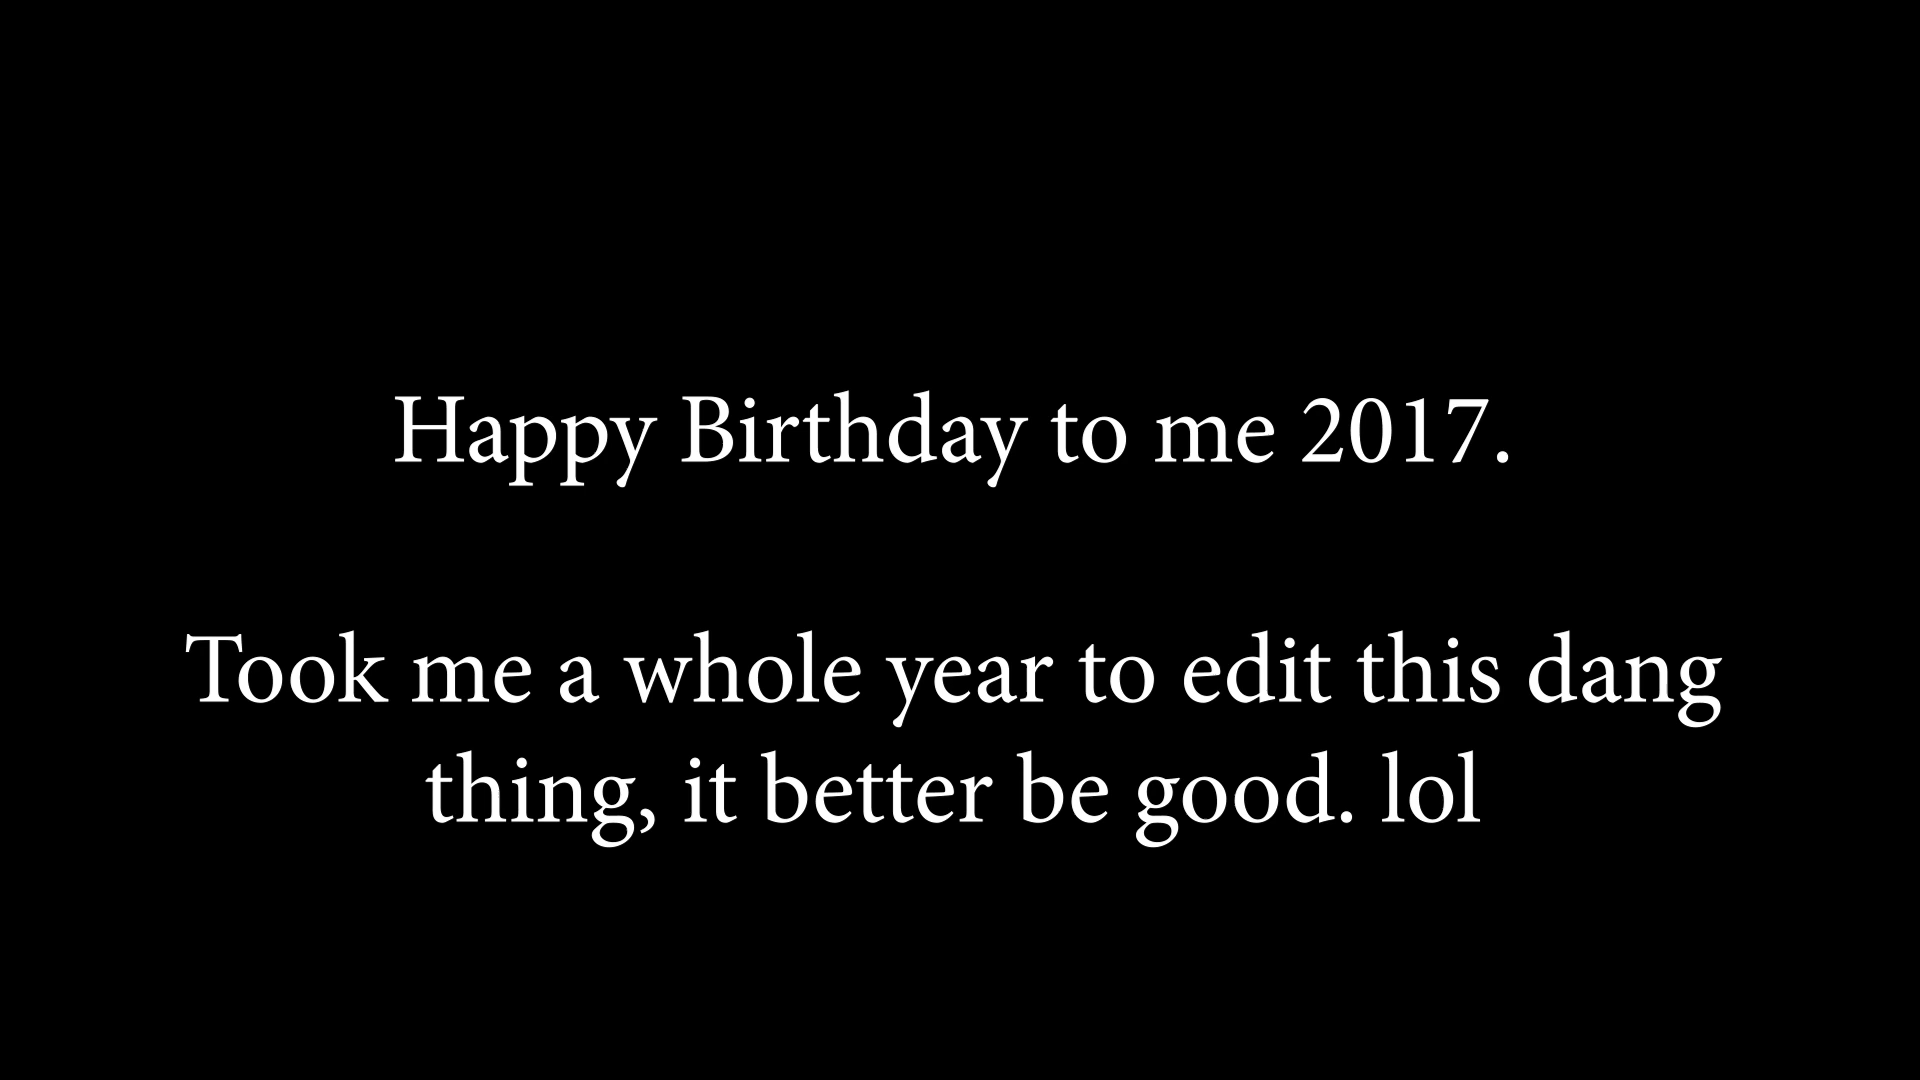 Happy Birthday to me 2017.
Took me a whole year to edit this dang
thing, it better be good. lol